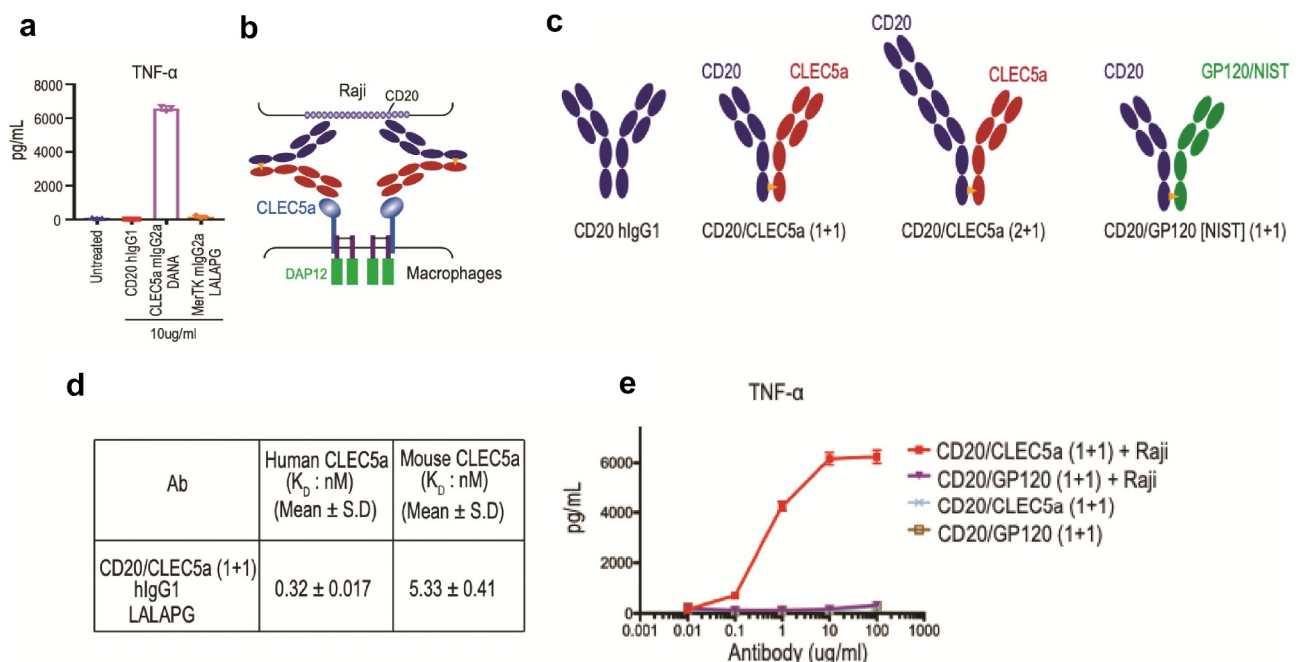 a
TNF-α
8000
6000
4000
2000
0
pg/mL
Untreated
CD20 hIgG1
CLEC5a mIgG2a
DANA
MerTK mIgG2a
LALAPG
10ug/ml
b
Raji
CD20
CLEC5a
DAP12
Macrophages
c
CD20 hIgG1
CD20
CLEC5a
CD20/CLEC5a (1+1)
CD20
CLEC5a
CD20/CLEC5a (2+1)
CD20
GP120/NIST
CD20/GP120 [NIST] (1+1)
d
Ab
Human CLEC5a
(KD : nM)
(Mean ± S.D)
Mouse CLEC5a
(KD : nM)
(Mean ± S.D)
CD20/CLEC5a (1+1)
hIgG1
LALAPG
0.32 ± 0.017
5.33 ± 0.41
e
TNF-α
6000
4000
2000
0
pg/mL
0.001
0.01
0.1
1
10
100
1000
Antibody (ug/ml)
CD20/CLEC5a (1+1) + Raji
CD20/GP120 (1+1) + Raji
CD20/CLEC5a (1+1)
CD20/GP120 (1+1)